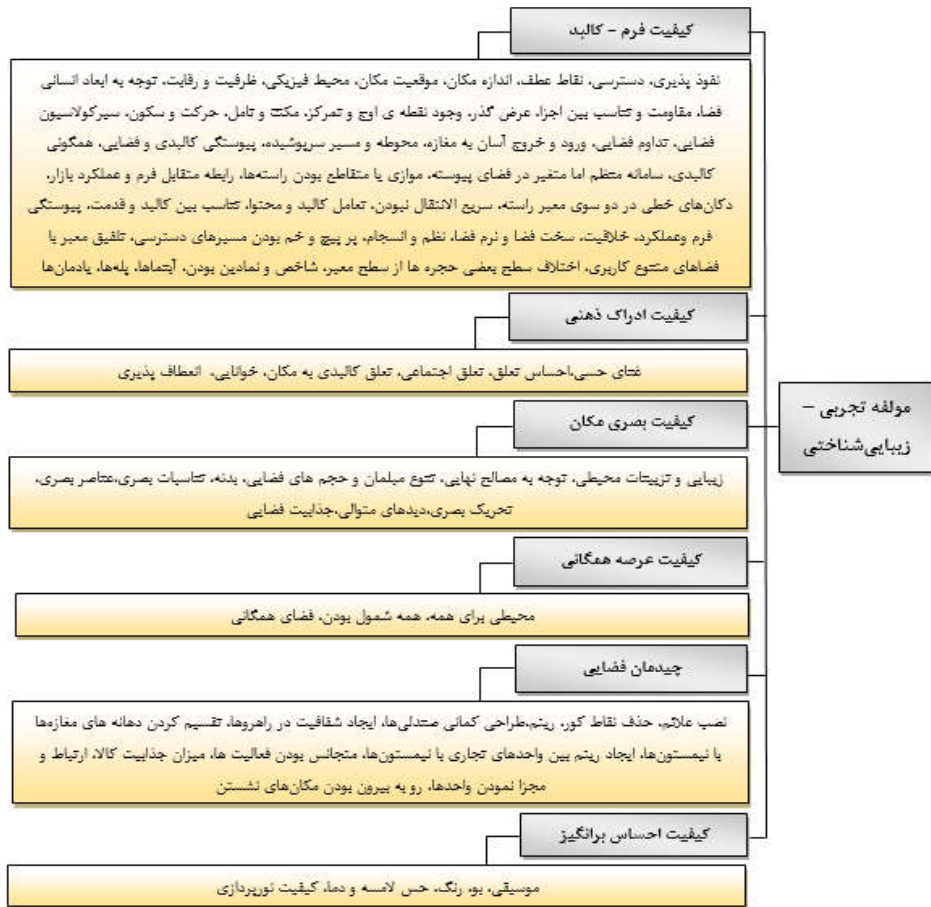 کیفیت فرم - کالبد
نفوذ پذیری، دسترسی، نقاط عطف، اندازه مکان، موقعیت مکان، محیط فیزیکی، ظرفیت و رقابت، توجه به ابعاد انسانی
فضا، مقاومت و تناسب بین اجزا، عرض گذر، وجود نقطه ی اوج و تمرکز، مکث و تامل، حرکت و سکون، سیرکولاسیون
فضایی، تداوم فضایی، ورود و خروج آسان به مغازه، محوطه و مسیر سرپوشیده، پیوستگی کالبدی و فضایی، همگونی
کالبدی، سامانه منظم اما متغیر در فضای پیوسته، موازی یا متقاطع بودن راسته‌ها، رابطه متقابل فرم و عملکرد بازار،
دکان‌های خطی در دو سوی معبر راسته، سریع الانتقال نبودن، تعامل کالبد و محتوا، تناسب بین کالبد و قدمت، پیوستگی
فرم وعملکرد، خلاقیت، سخت فضا و نرم فضا، نظم و انسجام، پر پیچ و خم بودن مسیرهای دسترسی، تلفیق معبر با
فضاهای متنوع کاربری، اختلاف سطح بعضی حجره ها از سطح معبر، شاخص و نمادین بودن، آبنماها، پله‌ها، یادمان‌ها
کیفیت ادراک ذهنی
غنای حسی،احساس تعلق، تعلق اجتماعی، تعلق کالبدی به مکان، خوانایی، انعطاف پذیری
مولفه تجربی –
زیبایی‌شناختی
کیفیت بصری مکان
زیبایی و تزیینات محیطی، توجه به مصالح نهایی، تنوع مبلمان و حجم های فضایی، بدنه، تناسبات بصری،عناصر بصری،
تحریک بصری،دیدهای متوالی،جذابیت فضایی
کیفیت عرصه همگانی
محیطی برای همه، همه شمول بودن، فضای همگانی
چیدمان فضایی
نصب علائم، حذف نقاط کور، ریتم،طراحی کمانی صندلی‌ها، ایجاد شفافیت در راهروها، تقسیم کردن دهانه های مغازه‌ها
با نیمستون‌ها، ایجاد ریتم بین واحدهای تجاری با نیمستون‌ها، متجانس بودن فعالیت ها، میزان جذابیت کالا، ارتباط و
مجزا نمودن واحدها، رو به بیرون بودن مکان‌های نشستن
کیفیت احساس برانگیز
موسیقی، بو، رنگ، حس لامسه و دما، کیفیت نورپردازی